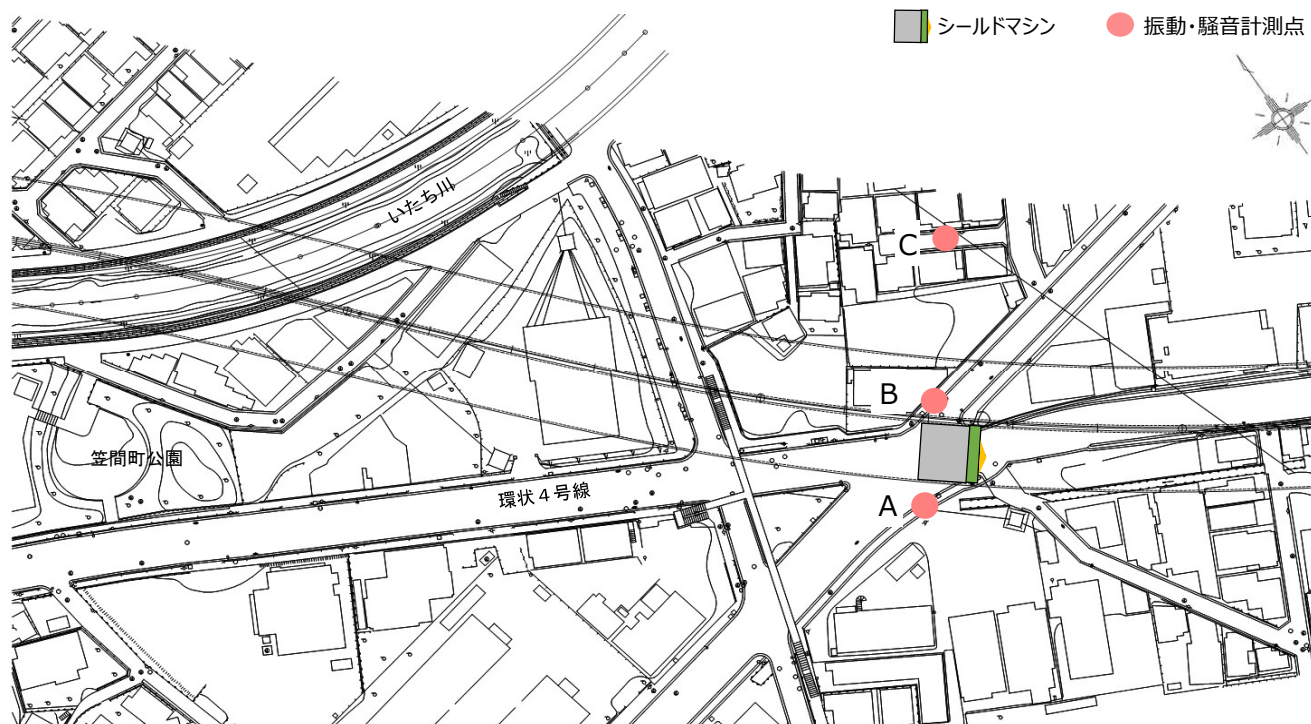 シールドマシン
振動・騒音計測点
いたち川
C
B
笠間町公園
環状４号線
A